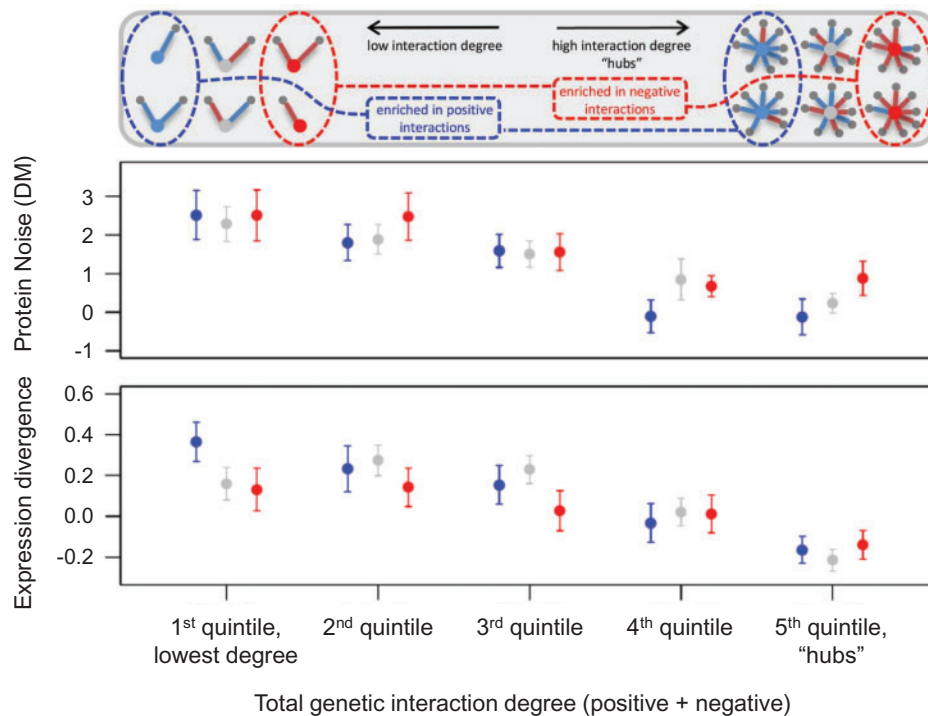 low interaction degree
high interaction degree
"hubs"
enriched in positive
interactions
enriched in negative
interactions
Protein Noise (DM)
3
2
1
0
-1
Expression divergence
0.6
0.4
0.2
0.0
-0.2
1st quintile,
lowest degree
2nd quintile
3rd quintile
4th quintile
5th quintile,
"hubs"
Total genetic interaction degree (positive + negative)